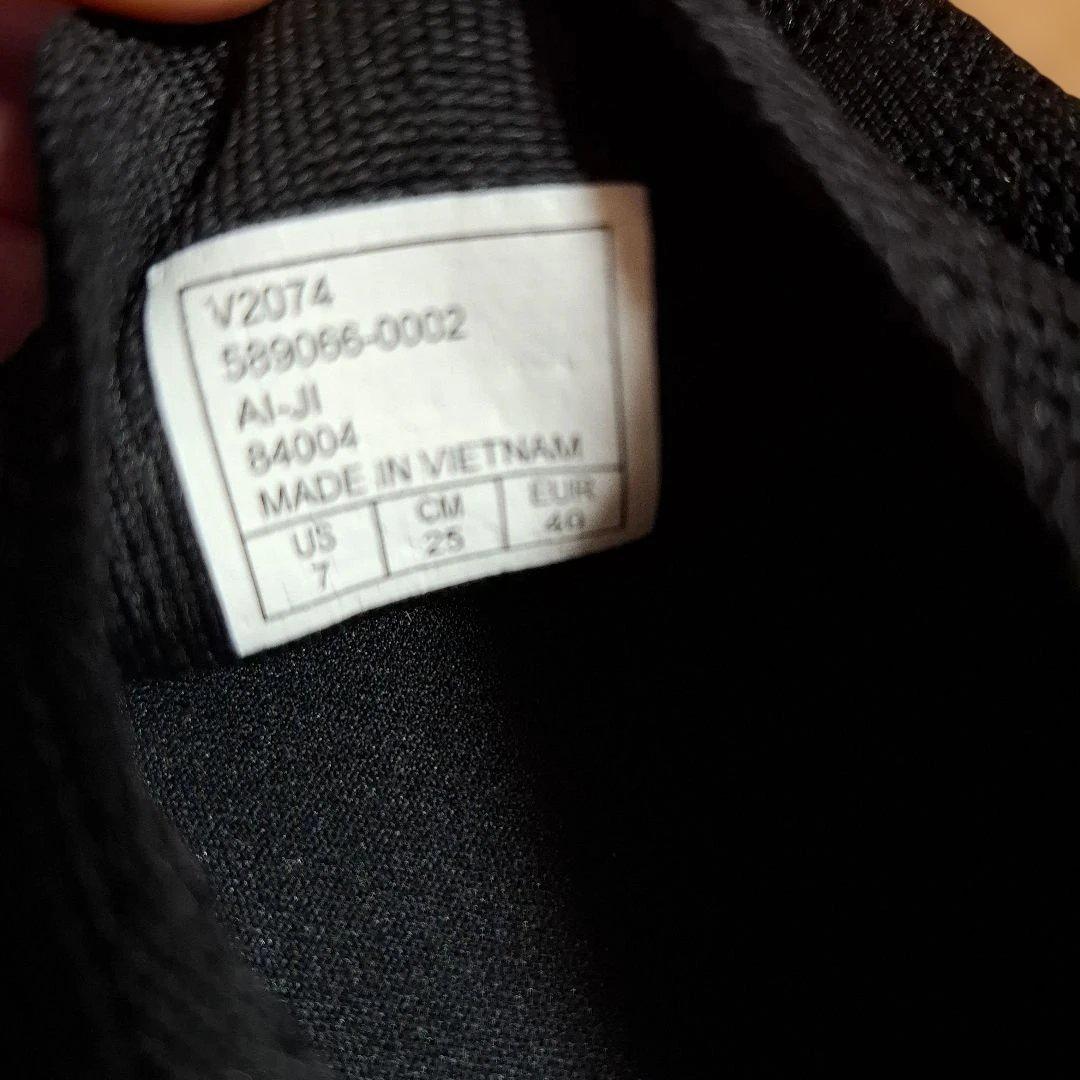 V2074
589066-0002
AI-JI
84004
MADE IN VIETNAM
US CM EUR
7 25 40